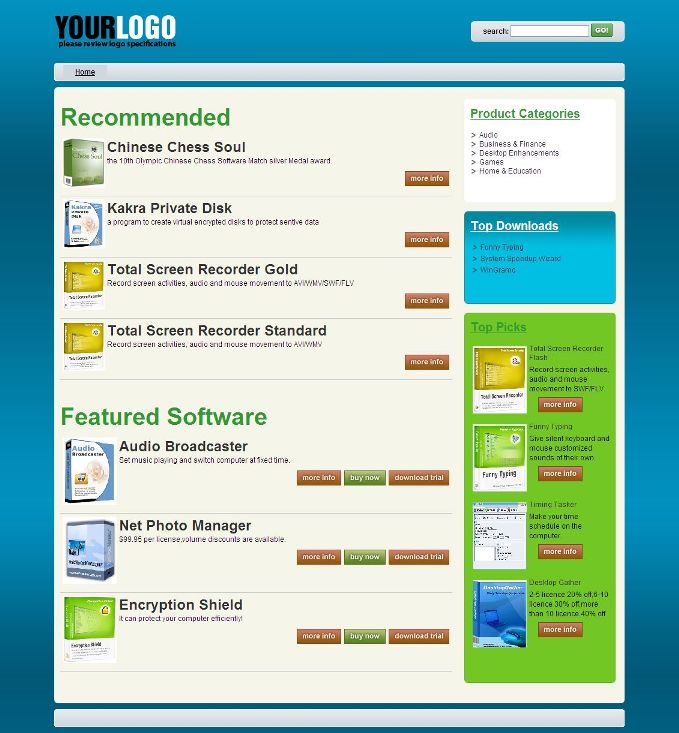 YOURLOGO
please review logo specifications
search:
GO!
Home
Recommended
Chinese Chess Soul
the 10th Olympic Chinese Chess Software Match silver Medal award.
more info
Kakra Private Disk
a program to create virtual encrypted disks to protect sentive data
more info
Total Screen Recorder Gold
Record screen activities, audio and mouse movement to AVI/WMV/SWF/FLV
more info
Total Screen Recorder Standard
Record screen activities, audio and mouse movement to AVI/WMV
more info
Featured Software
Audio Broadcaster
Set music playing and switch computer at fixed time.
more info buy now download trial
Net Photo Manager
$99.95 per license,volume discounts are available.
more info buy now download trial
Encryption Shield
It can protect your computer efficiently!
more info buy now download trial
Product Categories
> Audio
> Business & Finance
> Desktop Enhancements
> Games
> Home & Education
Top Downloads
> Funny Typing
> System Speedup Wizard
> WinGramo
Top Picks
Total Screen Recorder
Flash
Record screen activities,
audio and mouse
movement to SWF/FLV
more info
Funny Typing
Give silent keyboard and
mouse customized
sounds of their own.
more info
Timing Tasker
Make your time
schedule on the
computer.
more info
Desktop Gather
2-5 licence 20% off,6-10
licence 30% off,more
than 10 licence 40% off
more info